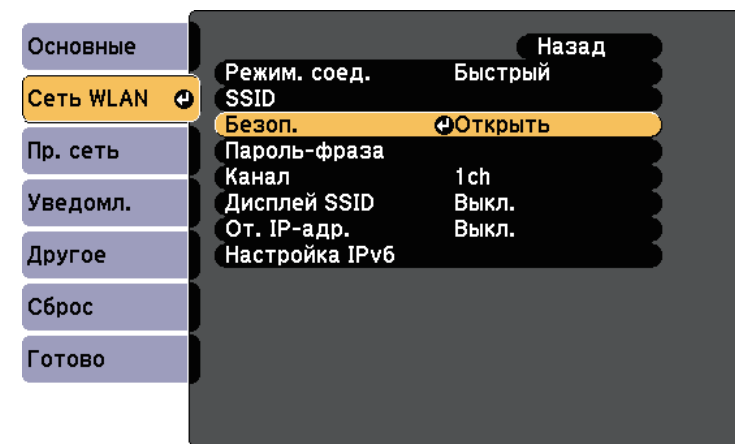 Основные
Сеть WLAN
Пр. сеть
Уведомл.
Другое
Сброс
Готово
Назад
Режим. соед. Быстрый
SSID
Безоп. Открыть
Пароль-фраза
Канал 1ch
Дисплей SSID Выкл.
От. IP-адр. Выкл.
Настройка IPv6